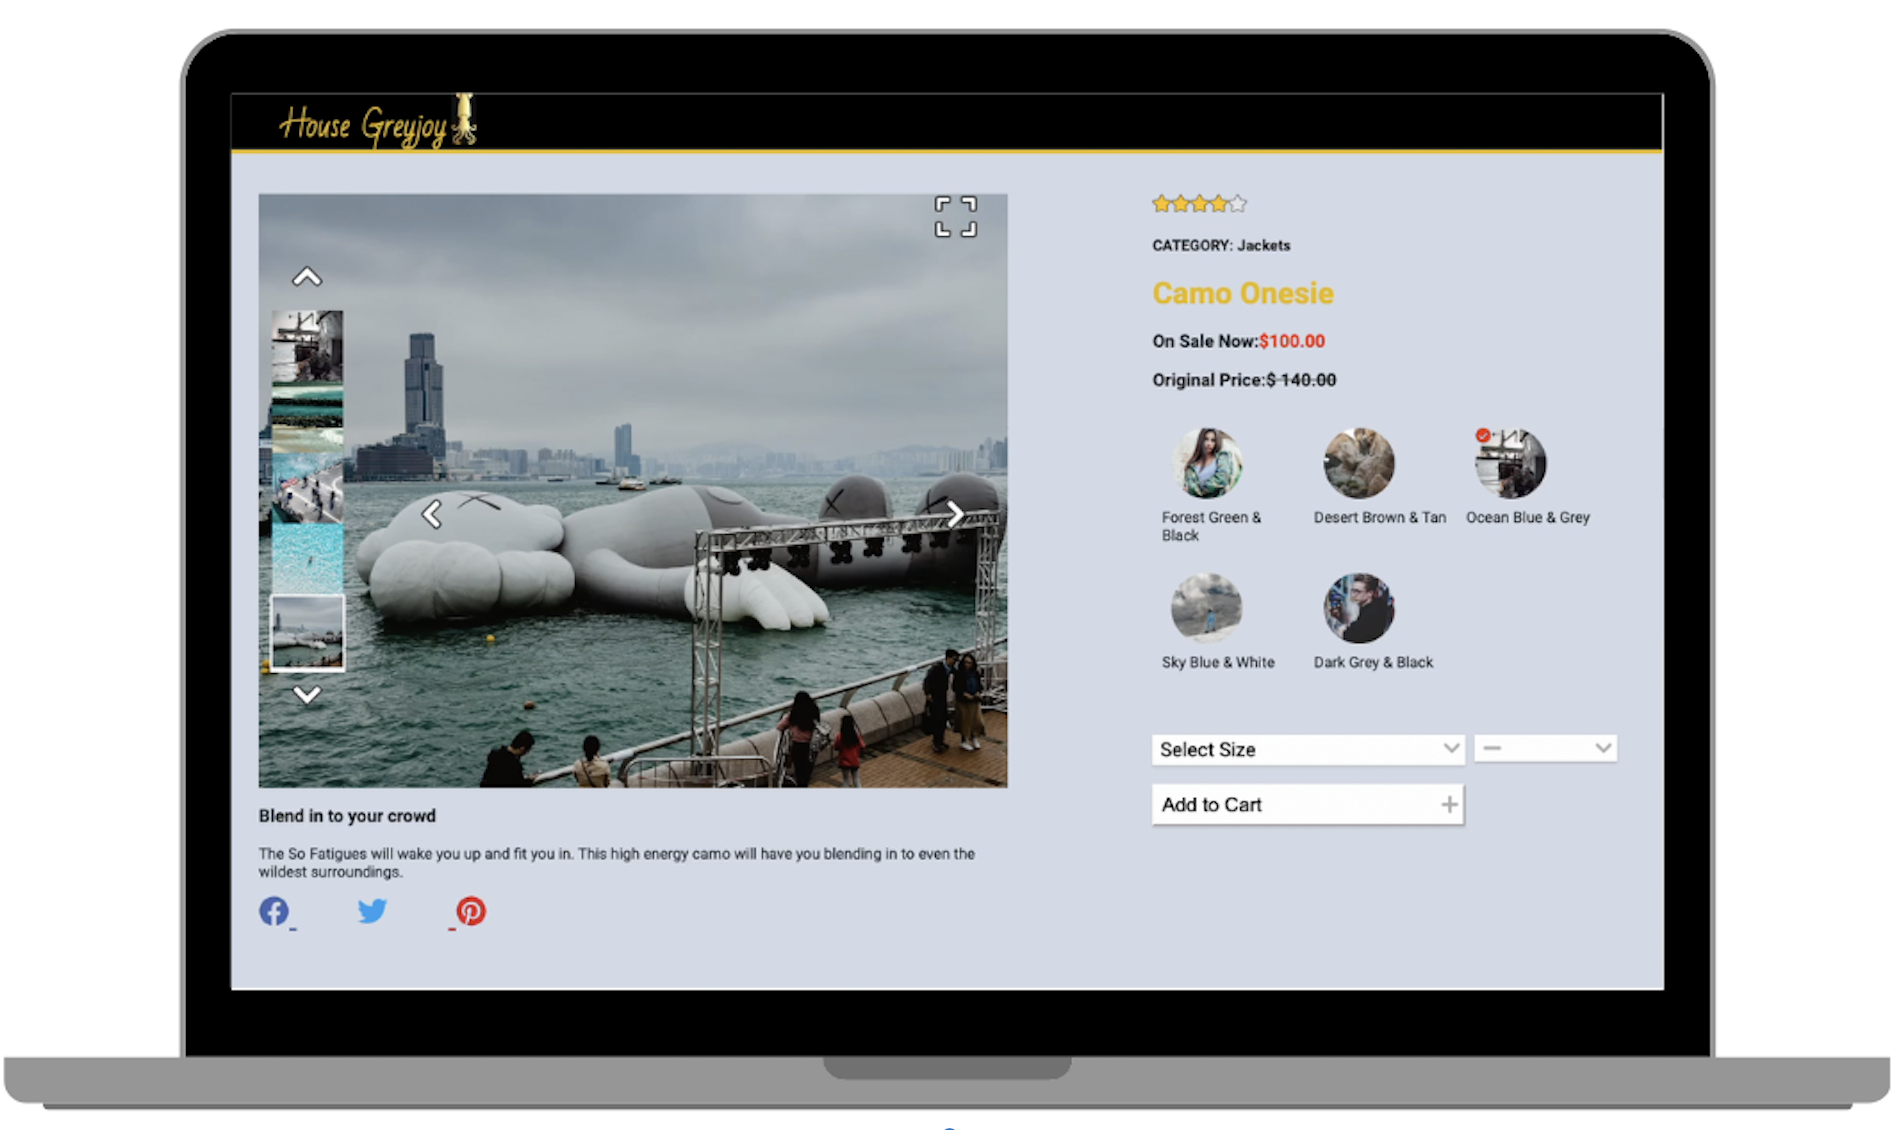 House Greyjoy
CATEGORY: Jackets
Camo Onesie
On Sale Now:$100.00
Original Price:$ 140.00
Forest Green &
Black
Desert Brown & Tan
Ocean Blue & Grey
Sky Blue & White
Dark Grey & Black
Select Size
Add to Cart
Blend in to your crowd
The So Fatigues will wake you up and fit you in. This high energy camo will have you blending in to even the
wildest surroundings.